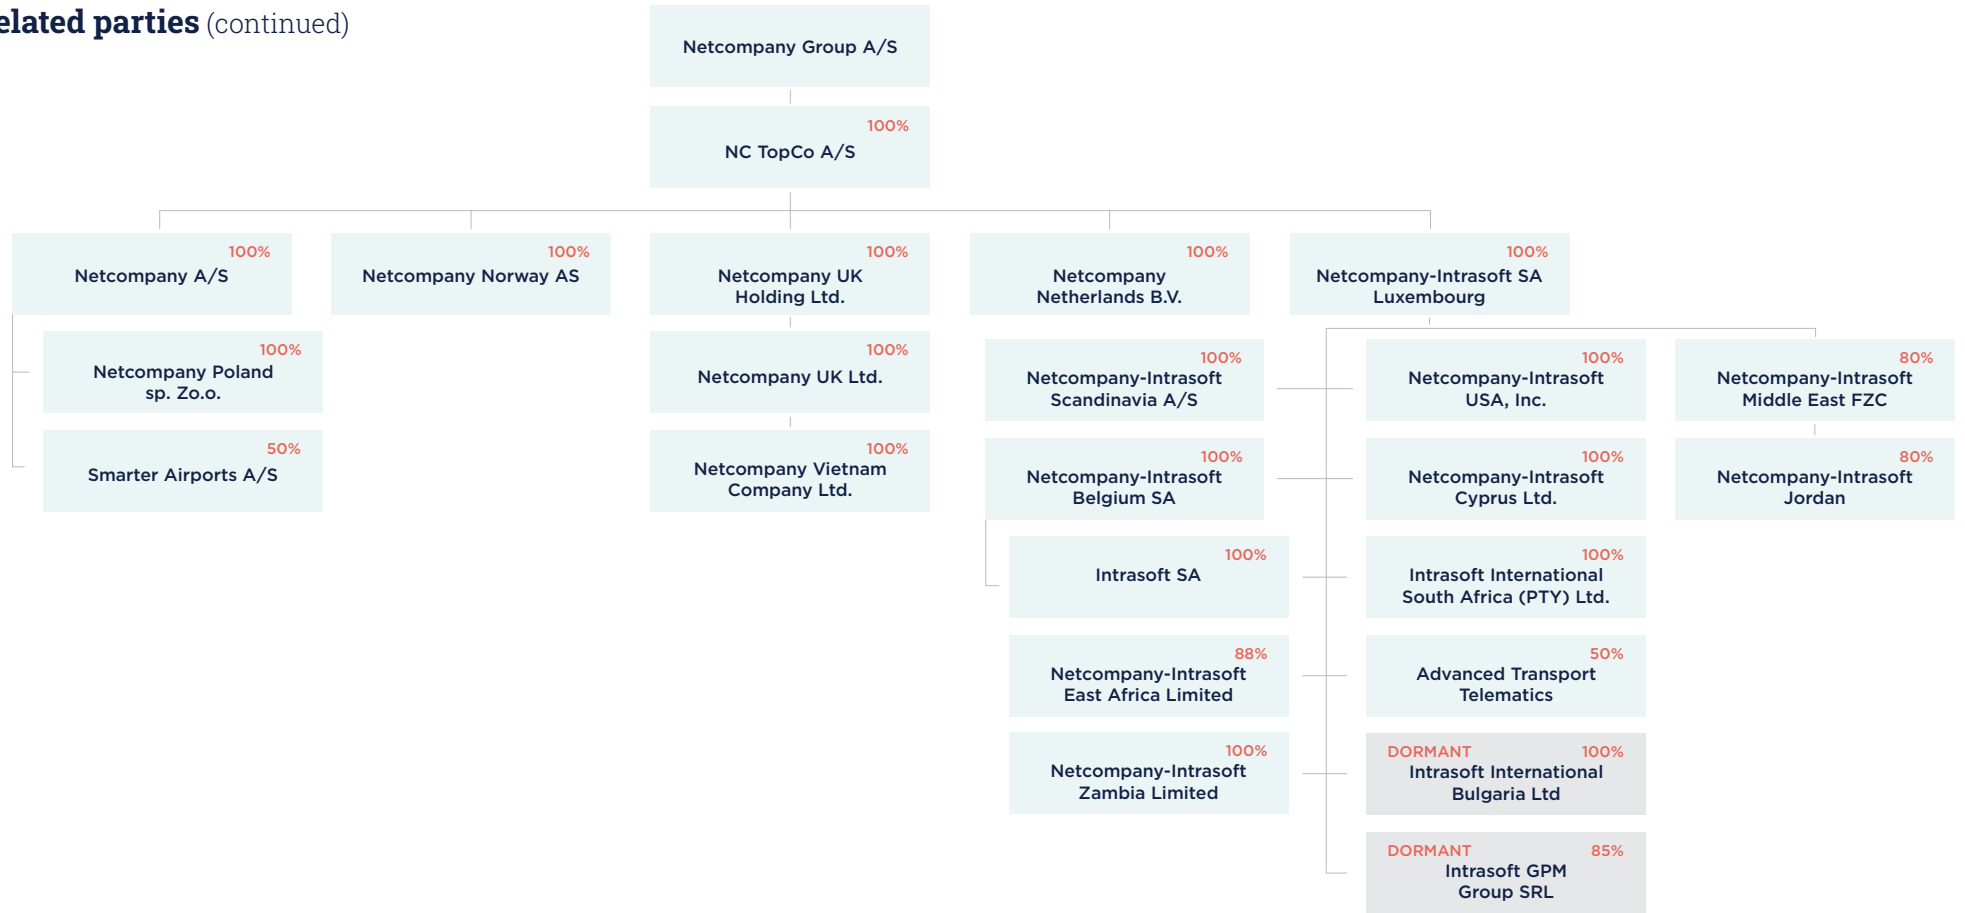 elated parties (continued)
Netcompany Group A/S
100%
NC TopCo A/S
100%
Netcompany A/S
100%
Netcompany Norway AS
100%
Netcompany UK
Holding Ltd.
100%
Netcompany
Netherlands B.V.
100%
Netcompany-Intrasoft SA
Luxembourg
100%
Netcompany Poland
sp. Zo.o.
50%
Smarter Airports A/S
100%
Netcompany UK Ltd.
100%
Netcompany Vietnam
Company Ltd.
100%
Netcompany-Intrasoft
Scandinavia A/S
100%
Netcompany-Intrasoft
Belgium SA
100%
Intrasoft SA
88%
Netcompany-Intrasoft
East Africa Limited
100%
Netcompany-Intrasoft
Zambia Limited
100%
Netcompany-Intrasoft
USA, Inc.
100%
Netcompany-Intrasoft
Cyprus Ltd.
100%
Intrasoft International
South Africa (PTY) Ltd.
50%
Advanced Transport
Telematics
DORMANT 100%
Intrasoft International
Bulgaria Ltd
DORMANT 85%
Intrasoft GPM
Group SRL
80%
Netcompany-Intrasoft
Middle East FZC
80%
Netcompany-Intrasoft
Jordan